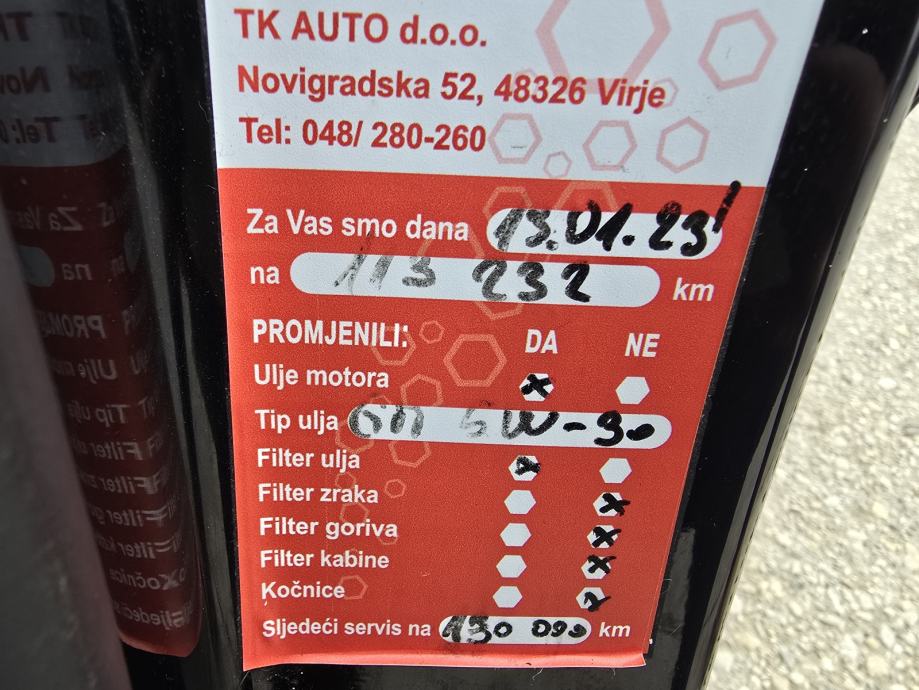 TK AUTO d.o.o.
Novigradska 52, 48326 Virje
Tel: 048/ 280-260
Za Vas smo dana 13.01.23'
na 113 232 km
PROMJENILI: DA NE
Ulje motora x
Tip ulja GM 5W-30
Filter ulja x
Filter zraka x
Filter goriva x
Filter kabine x
Kočnice x
Sljedeći servis na 130 000 km